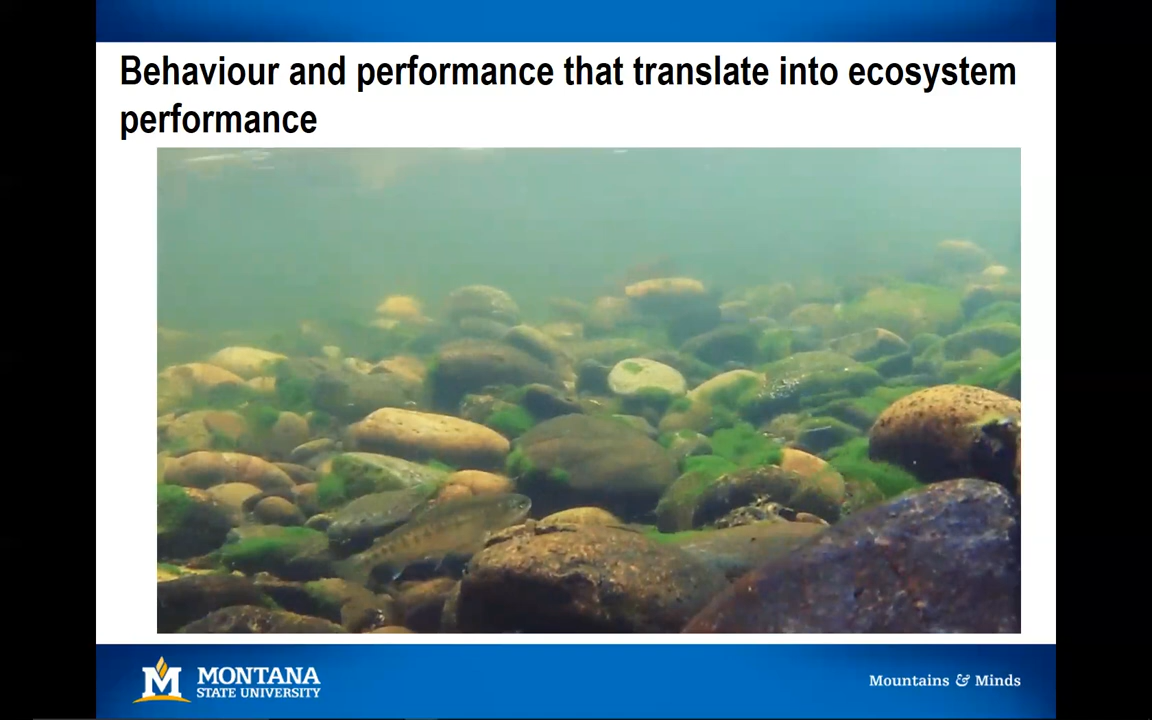 Behaviour and performance that translate into ecosystem
performance
MONTANA
STATE UNIVERSITY
Mountains & Minds